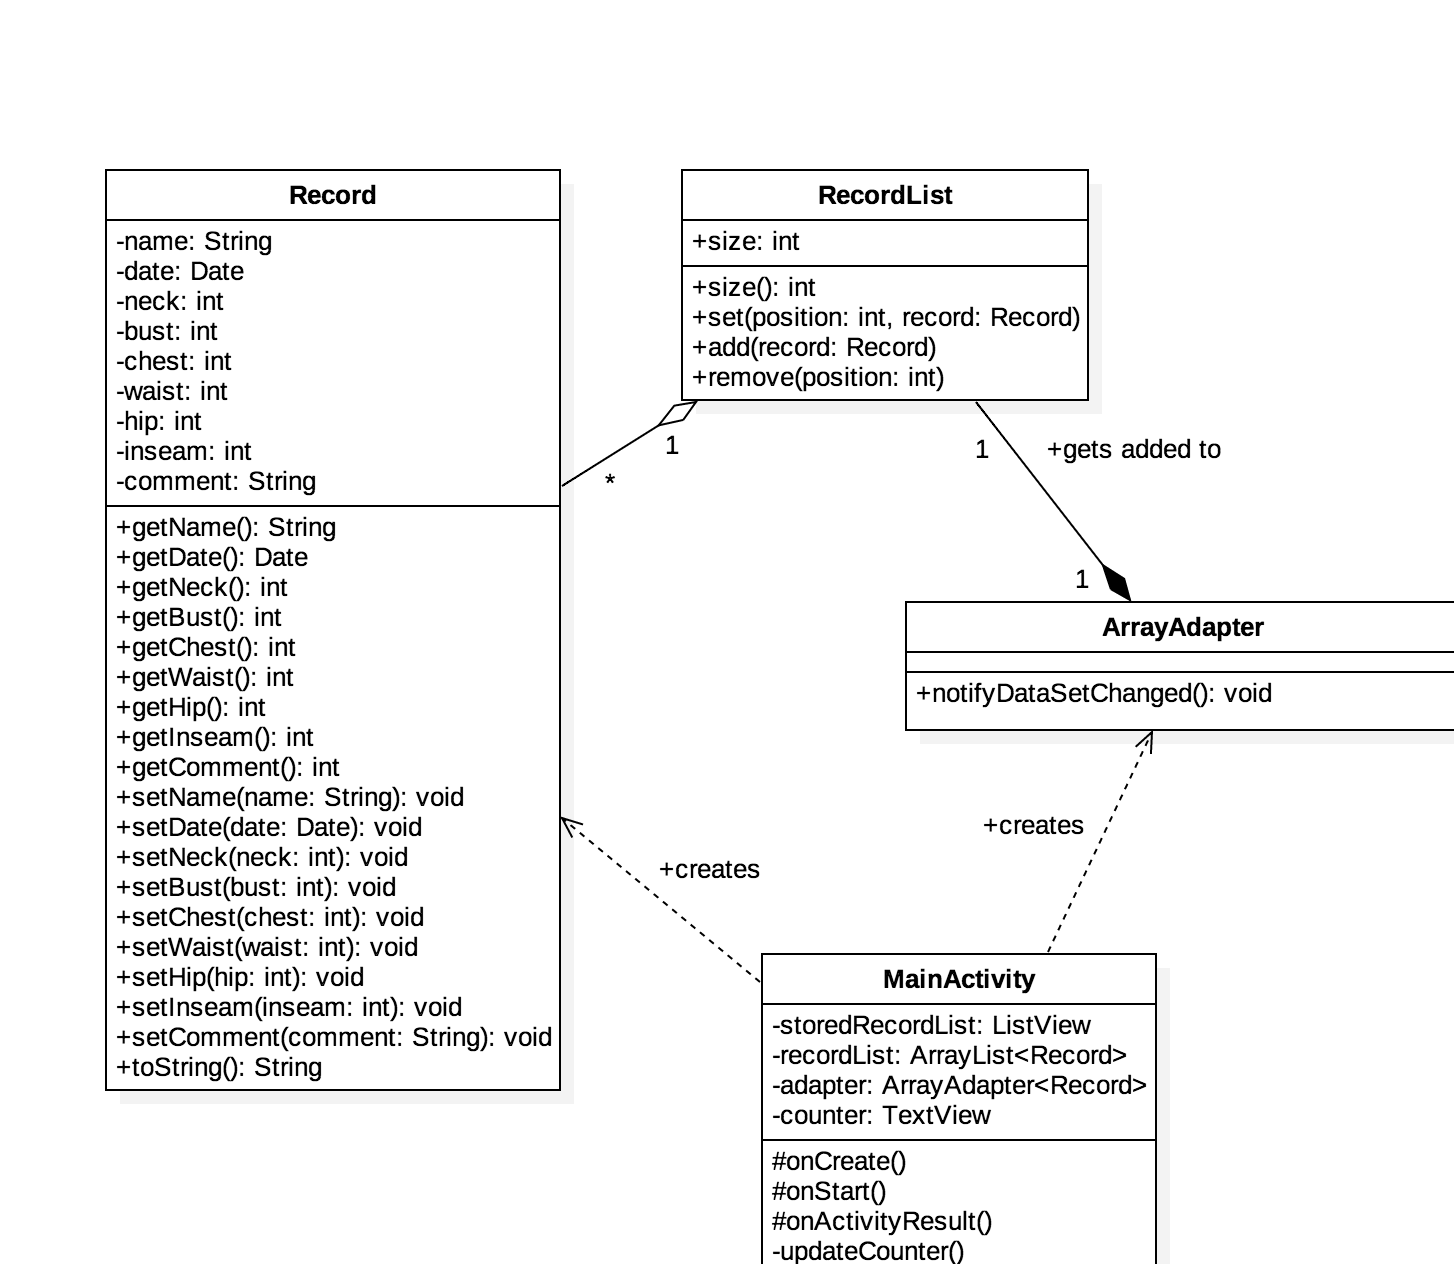 Record
-name: String
-date: Date
-neck: int
-bust: int
-chest: int
-waist: int
-hip: int
-inseam: int
-comment: String
+getName(): String
+getDate(): Date
+getNeck(): int
+getBust(): int
+getChest(): int
+getWaist(): int
+getHip(): int
+getInseam(): int
+getComment(): int
+setName(name: String): void
+setDate(date: Date): void
+setNeck(neck: int): void
+setBust(bust: int): void
+setChest(chest: int): void
+setWaist(waist: int): void
+setHip(hip: int): void
+setInseam(inseam: int): void
+setComment(comment: String): void
+toString(): String
RecordList
+size: int
+size(): int
+set(position: int, record: Record)
+add(record: Record)
+remove(position: int)
1
*
1
+gets added to
1
ArrayAdapter
+notifyDataSetChanged(): void
+creates
+creates
MainActivity
-storedRecordList: ListView
-recordList: ArrayList<Record>
-adapter: ArrayAdapter<Record>
-counter: TextView
#onCreate()
#onStart()
#onActivityResult()
-updateCounter()